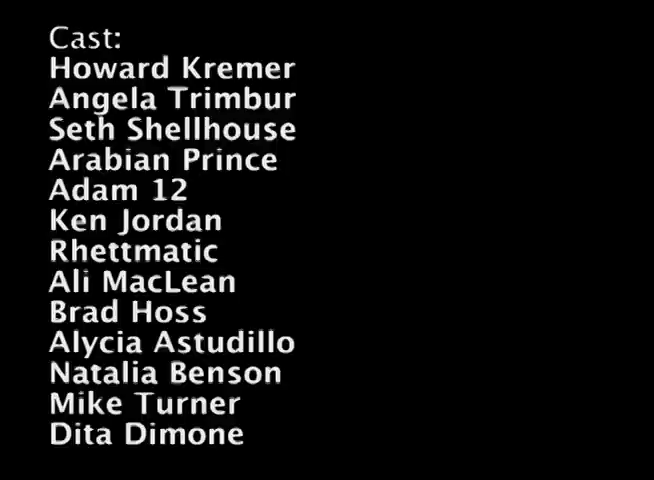 Cast:
Howard Kremer
Angela Trimbur
Seth Shellhouse
Arabian Prince
Adam 12
Ken Jordan
Rhettmatic
Ali MacLean
Brad Hoss
Alycia Astudillo
Natalia Benson
Mike Turner
Dita Dimone